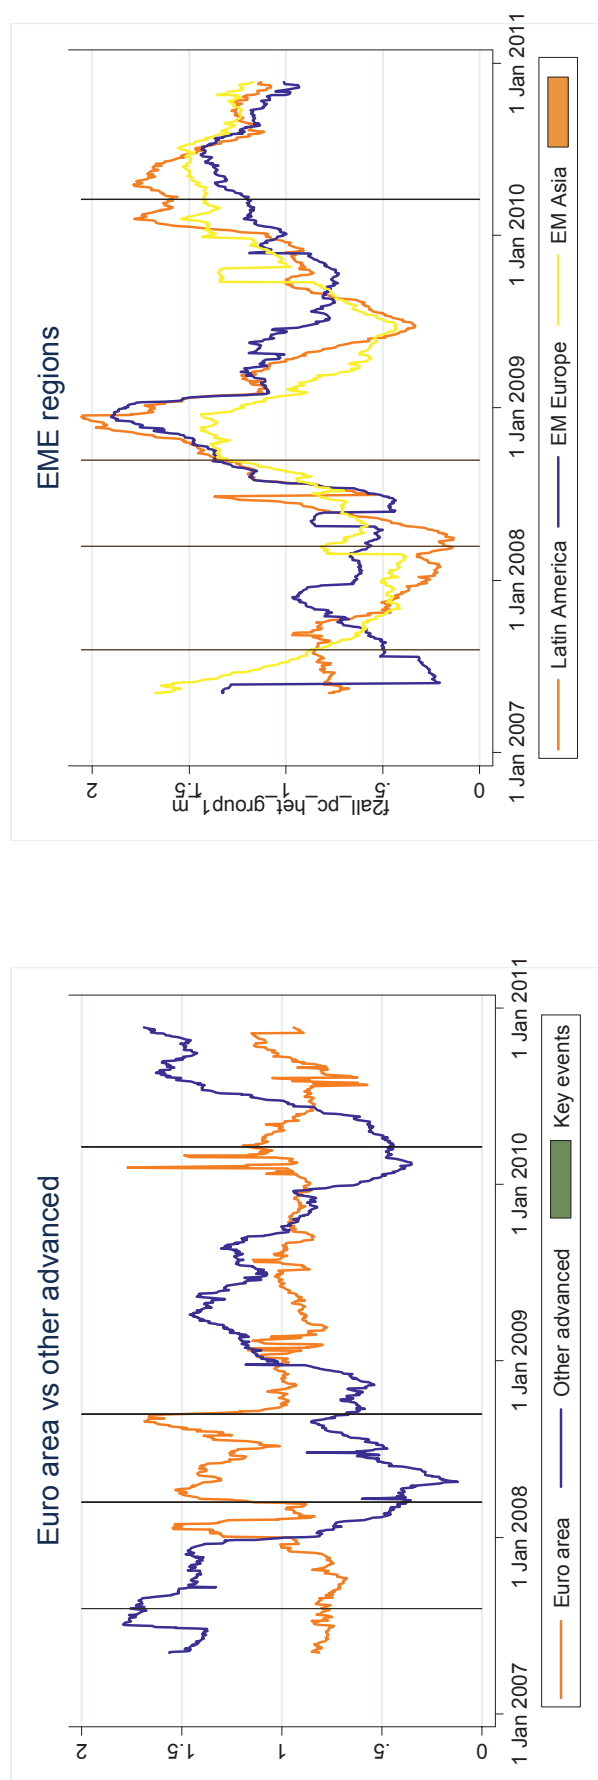 Euro area vs other advanced
2
1.5
1
.5
0
1 Jan 2007
1 Jan 2008
1 Jan 2009
1 Jan 2010
1 Jan 2011
Euro area
Other advanced
Key events
EME regions
f2all_pc_het_group1_m
2
1.5
1
.5
0
1 Jan 2007
1 Jan 2008
1 Jan 2009
1 Jan 2010
1 Jan 2011
Latin America
EM Europe
EM Asia